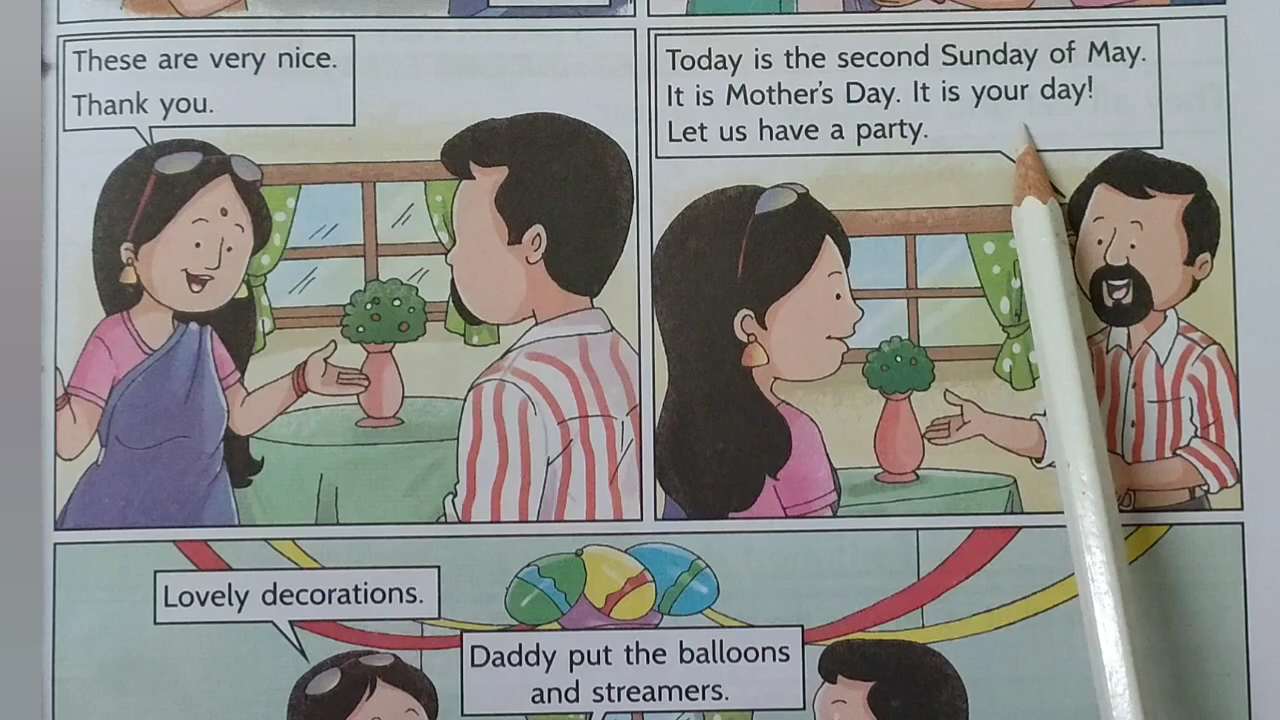 These are very nice.
Thank you.
Today is the second Sunday of May.
It is Mother's Day. It is your day!
Let us have a party.
Lovely decorations.
Daddy put the balloons
and streamers.